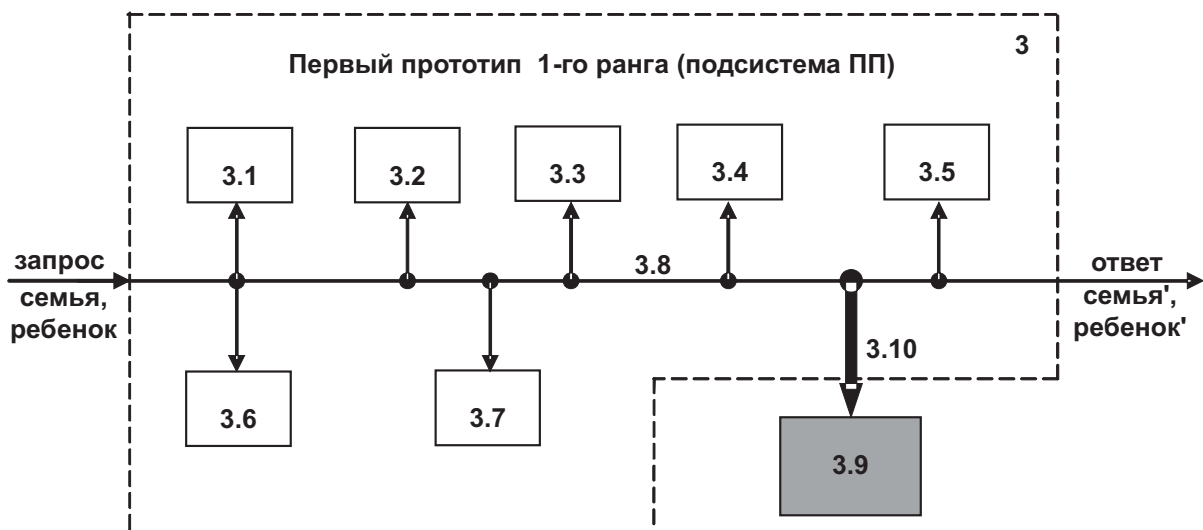 3
Первый прототип 1-го ранга (подсистема ПП)
3.1
3.2
3.3
3.4
3.5
запрос
семья,
ребенок
3.8
ответ
семья',
ребенок'
3.10
3.6
3.7
3.9